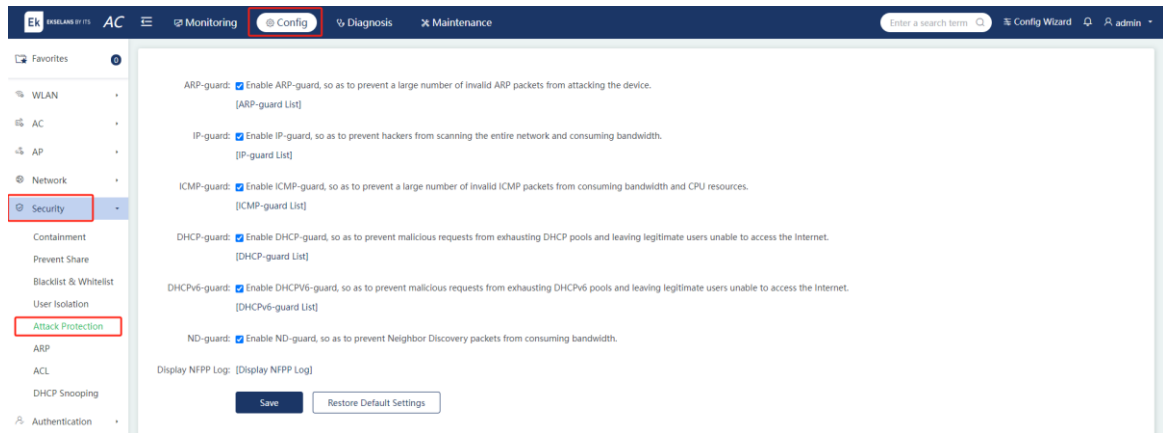 Ek EKSELANS BY ITS AC Monitoring Config Diagnosis Maintenance Enter a search term Config Wizard admin
Favorites 0
WLAN
AC
AP
Network
Security
Containment
Prevent Share
Blacklist & Whitelist
User Isolation
Attack Protection
ARP
ACL
DHCP Snooping
Authentication
ARP-guard: Enable ARP-guard, so as to prevent a large number of invalid ARP packets from attacking the device.
[ARP-guard List]
IP-guard: Enable IP-guard, so as to prevent hackers from scanning the entire network and consuming bandwidth.
[IP-guard List]
ICMP-guard: Enable ICMP-guard, so as to prevent a large number of invalid ICMP packets from consuming bandwidth and CPU resources.
[ICMP-guard List]
DHCP-guard: Enable DHCP-guard, so as to prevent malicious requests from exhausting DHCP pools and leaving legitimate users unable to access the Internet.
[DHCP-guard List]
DHCPv6-guard: Enable DHCPV6-guard, so as to prevent malicious requests from exhausting DHCPv6 pools and leaving legitimate users unable to access the Internet.
[DHCPv6-guard List]
ND-guard: Enable ND-guard, so as to prevent Neighbor Discovery packets from consuming bandwidth.
Display NFPP Log: [Display NFPP Log]
Save Restore Default Settings